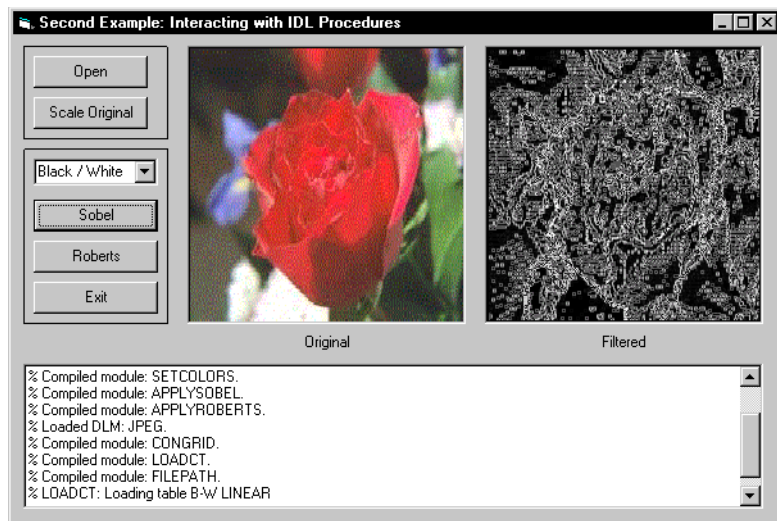 Second Example: Interacting with IDL Procedures
Open
Scale Original
Black / White
Sobel
Roberts
Exit
Original
Filtered
% Compiled module: SETCOLORS.
% Compiled module: APPLYSOBEL.
% Compiled module: APPLYROBERTS.
% Loaded DLM: JPEG.
% Compiled module: CONGRID.
% Compiled module: LOADCT.
% Compiled module: FILEPATH.
% LOADCT: Loading table B-W LINEAR